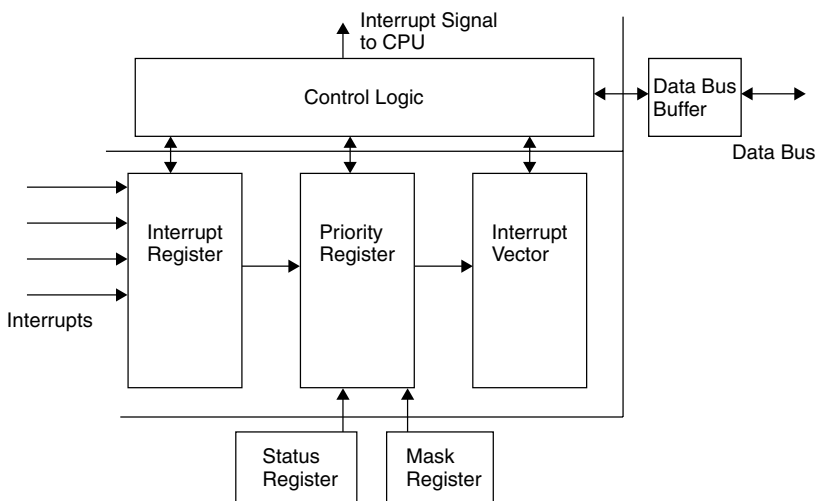 Interrupt Signal
to CPU
Control Logic
Data Bus
Buffer
Data Bus
Interrupt
Register
Priority
Register
Interrupt
Vector
Interrupts
Status
Register
Mask
Register